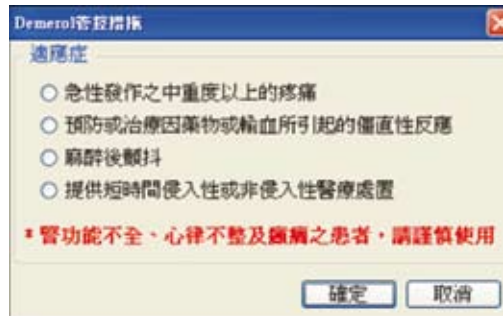 Demerol管控措施
適應症
急性發作之中重度以上的疼痛
預防或治療因藥物或輸血所引起的僵直性反應
麻醉後顫抖
提供短時間侵入性或非侵入性醫療處置
* 腎功能不全、心律不整及癲癇之患者，請謹慎使用
確定 取消